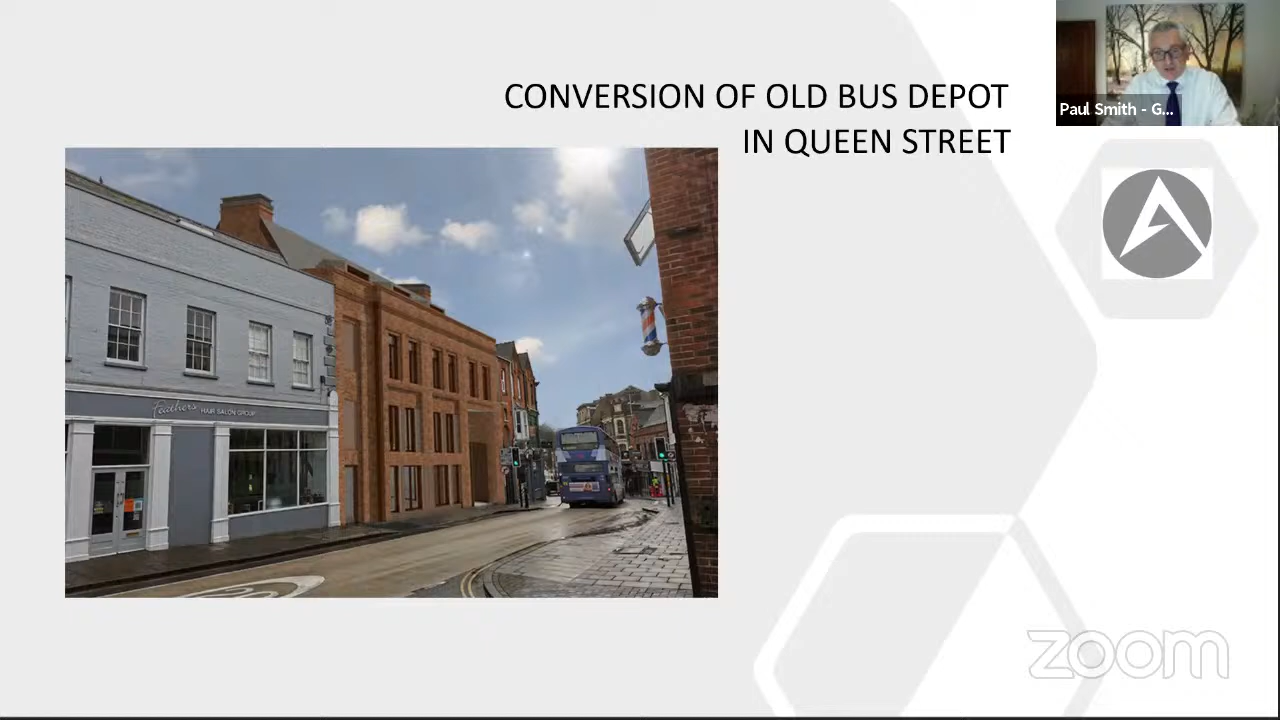 CONVERSION OF OLD BUS DEPOT
IN QUEEN STREET
Paul Smith - G...
Feathers HAIR SALON GROUP
zoom